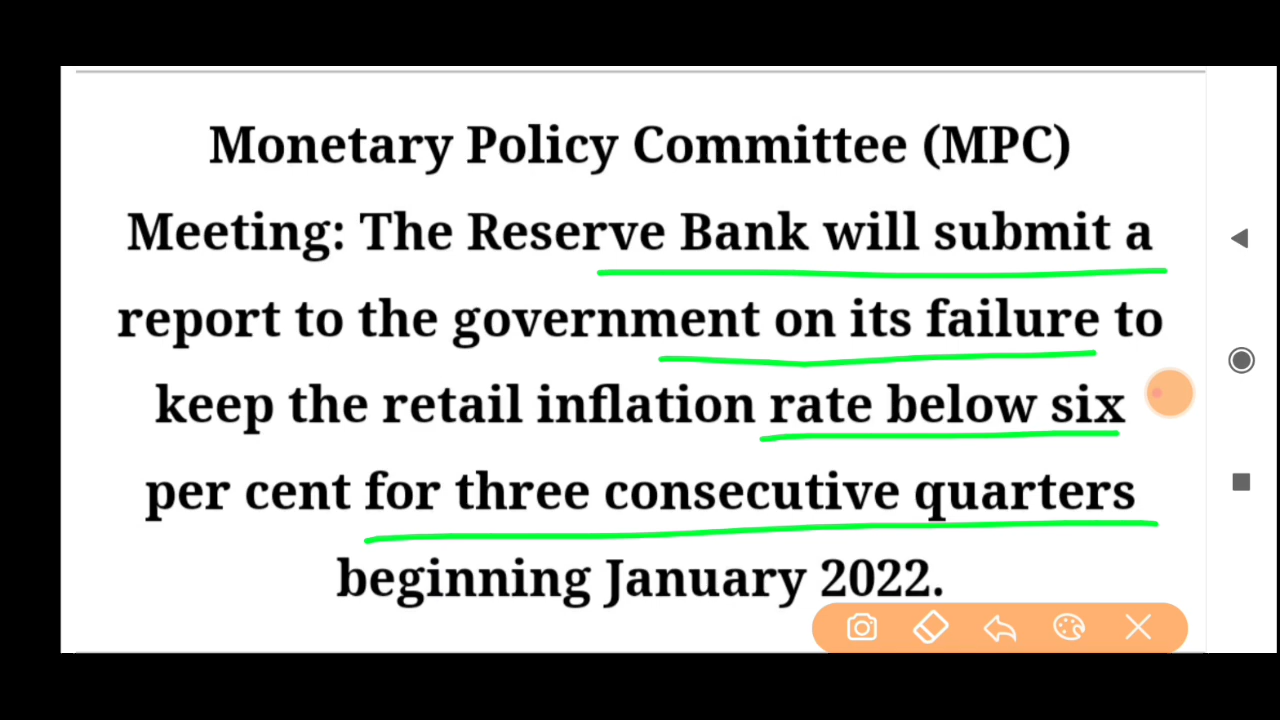 Monetary Policy Committee (MPC)
Meeting: The Reserve Bank will submit a
report to the government on its failure to
keep the retail inflation rate below six
per cent for three consecutive quarters
beginning January 2022.